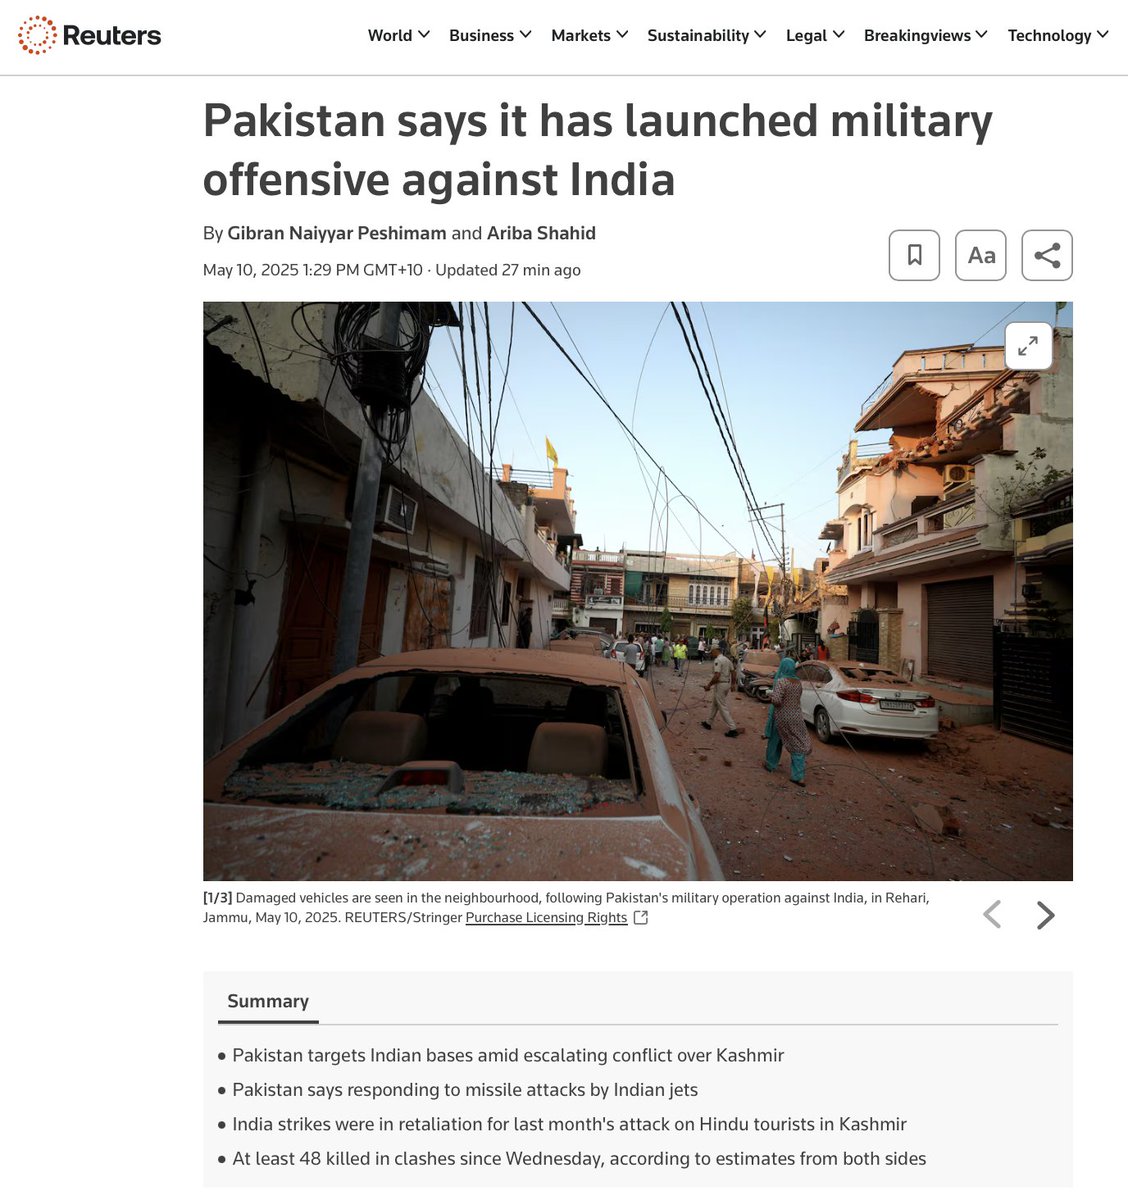 Reuters
World Business Markets Sustainability Legal Breakingviews Technology
Pakistan says it has launched military
offensive against India
By Gibran Naiyyar Peshimam and Ariba Shahid
May 10, 2025 1:29 PM GMT+10 · Updated 27 min ago
Aa
[1/3] Damaged vehicles are seen in the neighbourhood, following Pakistan's military operation against India, in Rehari,
Jammu, May 10, 2025. REUTERS/Stringer Purchase Licensing Rights
Summary
• Pakistan targets Indian bases amid escalating conflict over Kashmir
• Pakistan says responding to missile attacks by Indian jets
• India strikes were in retaliation for last month's attack on Hindu tourists in Kashmir
• At least 48 killed in clashes since Wednesday, according to estimates from both sides